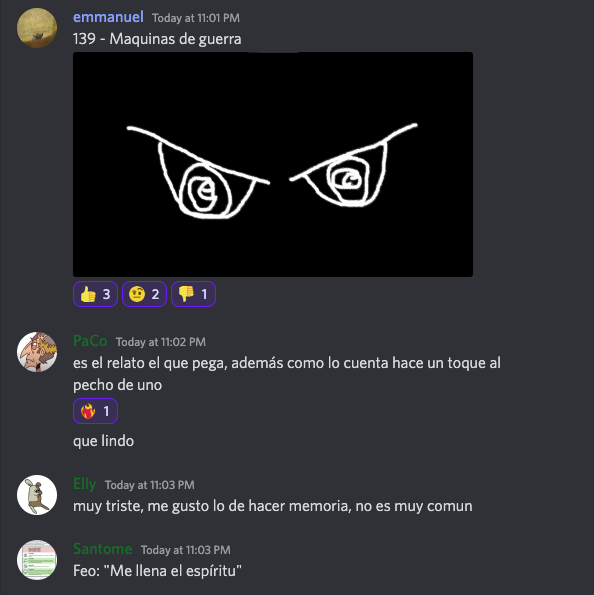 emmanuel Today at 11:01 PM
139 - Maquinas de guerra
3 2 1
PaCo Today at 11:02 PM
es el relato el que pega, además como lo cuenta hace un toque al
pecho de uno
1
que lindo
Elly Today at 11:03 PM
muy triste, me gusto lo de hacer memoria, no es muy comun
Santome Today at 11:03 PM
Feo: "Me llena el espíritu"